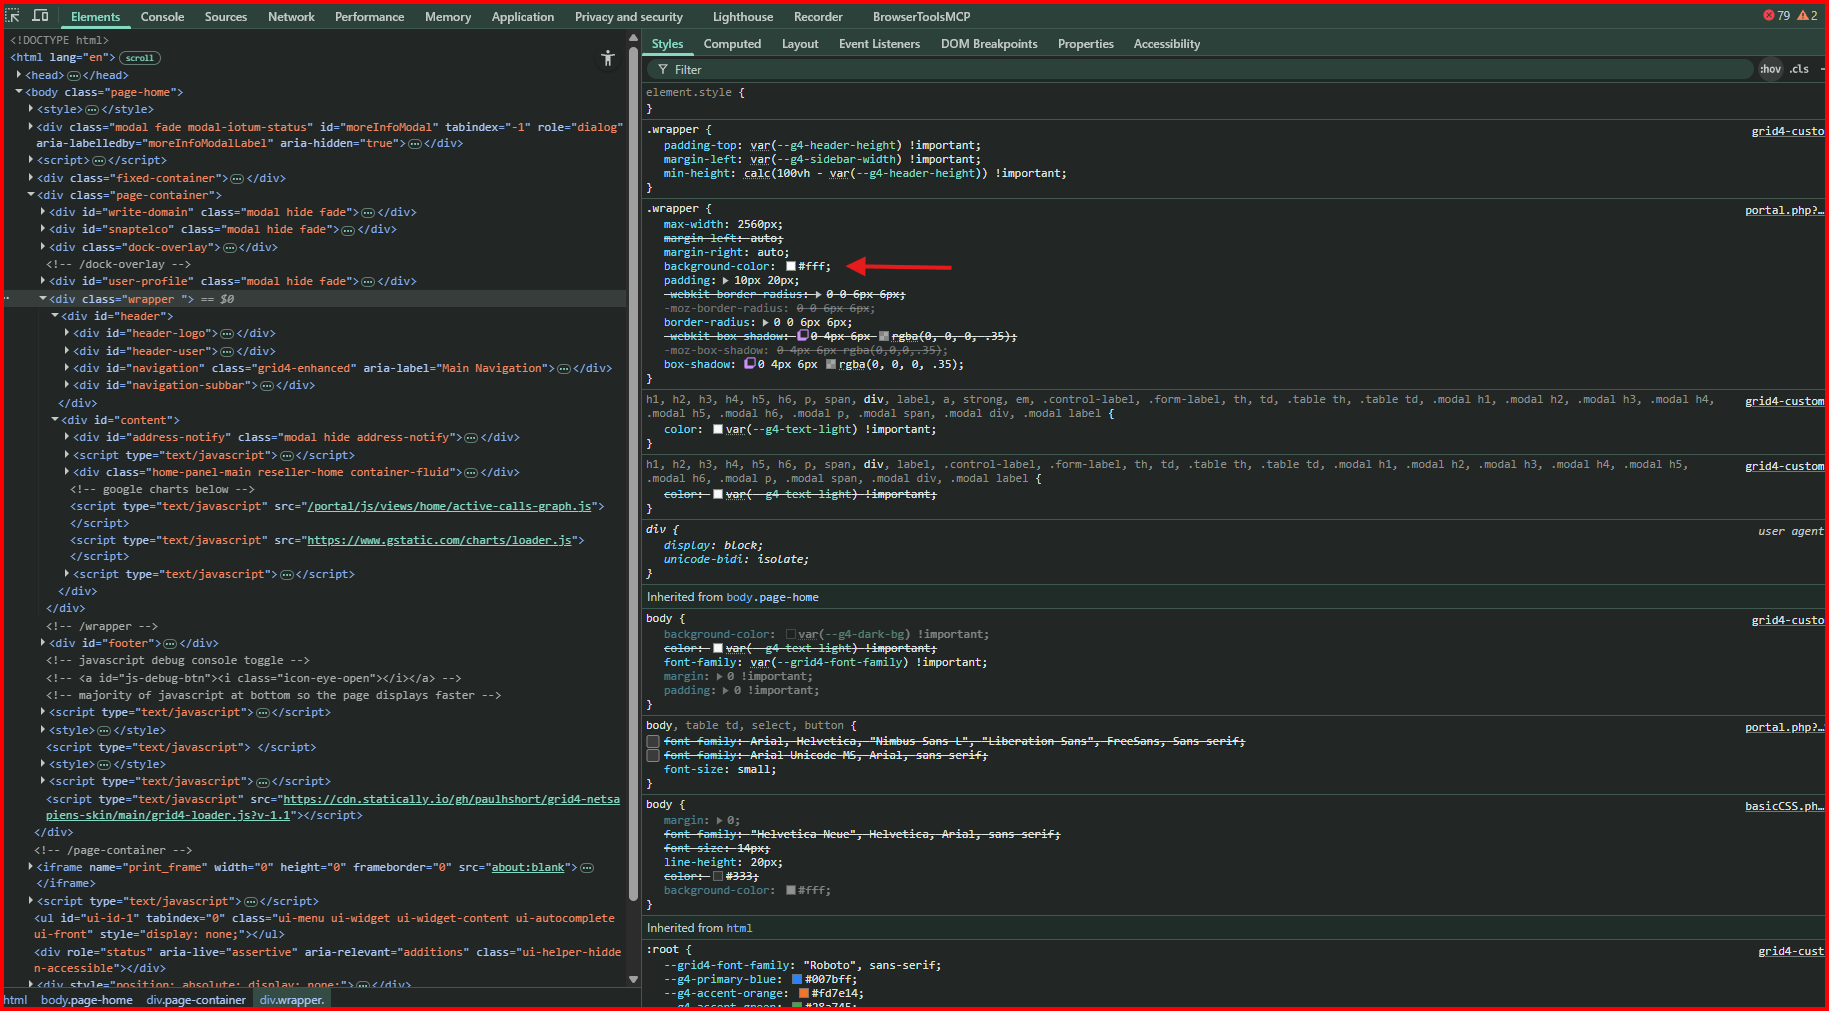 Elements Console Sources Network Performance Memory Application Privacy and security Lighthouse Recorder BrowserToolsMCP 79 2
<!DOCTYPE html>
<html lang="en"> scroll
<head> </head>
<body class="page-home">
<style> </style>
<div class="modal fade modal-iotum-status" id="moreInfoModal" tabindex="-1" role="dialog"
aria-labelledby="moreInfoModalLabel" aria-hidden="true"> </div>
<script> </script>
<div class="fixed-container"> </div>
<div class="page-container">
<div id="write-domain" class="modal hide fade"> </div>
<div id="snaptelco" class="modal hide fade"> </div>
<div class="dock-overlay"> </div>
<!-- /dock-overlay -->
<div id="user-profile" class="modal hide fade"> </div>
<div class="wrapper "> == $0
<div id="header">
<div id="header-logo"> </div>
<div id="header-user"> </div>
<div id="navigation" class="grid4-enhanced" aria-label="Main Navigation"> </div>
<div id="navigation-subbar"> </div>
</div>
<div id="content">
<div id="address-notify" class="modal hide address-notify"> </div>
<script type="text/javascript"> </script>
<div class="home-panel-main reseller-home container-fluid"> </div>
<!-- google charts below -->
<script type="text/javascript" src="/portal/js/views/home/active-calls-graph.js">
</script>
<script type="text/javascript" src="https://www.gstatic.com/charts/loader.js">
</script>
<script type="text/javascript"> </script>
</div>
</div>
<!-- /wrapper -->
<div id="footer"> </div>
<!-- javascript debug console toggle -->
<!-- <a id="js-debug-btn"><i class="icon-eye-open"></i></a> -->
<!-- majority of javascript at bottom so the page displays faster -->
<script type="text/javascript"> </script>
<style> </style>
<script type="text/javascript"> </script>
<style> </style>
<script type="text/javascript"> </script>
<script type="text/javascript" src="https://cdn.statically.io/gh/paulhshort/grid4-netsa
piens-skin/main/grid4-loader.js?v-1.1"></script>
</div>
<!-- /page-container -->
<iframe name="print_frame" width="0" height="0" frameborder="0" src="about:blank">
</iframe>
<script type="text/javascript"> </script>
<ul id="ui-id-1" tabindex="0" class="ui-menu ui-widget ui-widget-content ui-autocomplete
ui-front" style="display: none;"></ul>
<div role="status" aria-live="assertive" aria-relevant="additions" class="ui-helper-hidde
n-accessible"></div>
<div style="position: absolute; display: none;"> </div>
html body.page-home div.page-container div.wrapper.
Styles Computed Layout Event Listeners DOM Breakpoints Properties Accessibility
Filter :hov .cls
element.style {
}
.wrapper { grid4-custo
padding-top: var(--g4-header-height) !important;
margin-left: var(--g4-sidebar-width) !important;
min-height: calc(100vh - var(--g4-header-height)) !important;
}
.wrapper { portal.php?…
max-width: 2560px;
margin-left: auto;
margin-right: auto;
background-color: #fff;
padding: 10px 20px;
-webkit-border-radius: 0 0 6px 6px;
-moz-border-radius: 0 0 6px 6px;
border-radius: 0 0 6px 6px;
-webkit-box-shadow: 0 4px 6px rgba(0, 0, 0, .35);
-moz-box-shadow: 0 4px 6px rgba(0,0,0,.35);
box-shadow: 0 4px 6px rgba(0, 0, 0, .35);
}
h1, h2, h3, h4, h5, h6, p, span, div, label, a, strong, em, .control-label, .form-label, th, td, .table th, .table td, .modal h1, .modal h2, .modal h3, .modal h4, grid4-custom
.modal h5, .modal h6, .modal p, .modal span, .modal div, .modal label {
color: var(--g4-text-light) !important;
}
h1, h2, h3, h4, h5, h6, p, span, div, label, .control-label, .form-label, th, td, .table th, .table td, .modal h1, .modal h2, .modal h3, .modal h4, .modal h5, grid4-custom
.modal h6, .modal p, .modal span, .modal div, .modal label {
color: var(--g4-text-light) !important;
}
div { user agent
display: block;
unicode-bidi: isolate;
}
Inherited from body.page-home
body { grid4-custo
background-color: var(--g4-dark-bg) !important;
color: var(--g4-text-light) !important;
font-family: var(--grid4-font-family) !important;
margin: 0 !important;
padding: 0 !important;
}
body, table td, select, button { portal.php?…
font-family: Arial, Helvetica, "Nimbus Sans L", "Liberation Sans", FreeSans, Sans-serif;
font-family: Arial Unicode MS, Arial, sans-serif;
font-size: small;
}
body { basicCSS.ph…
margin: 0;
font-family: "Helvetica Neue", Helvetica, Arial, sans-serif;
font-size: 14px;
line-height: 20px;
color: #333;
background-color: #fff;
}
Inherited from html
:root { grid4-cust
--grid4-font-family: "Roboto", sans-serif;
--g4-primary-blue: #007bff;
--g4-accent-orange: #fd7e14;
--g4-accent-green: #28a745;